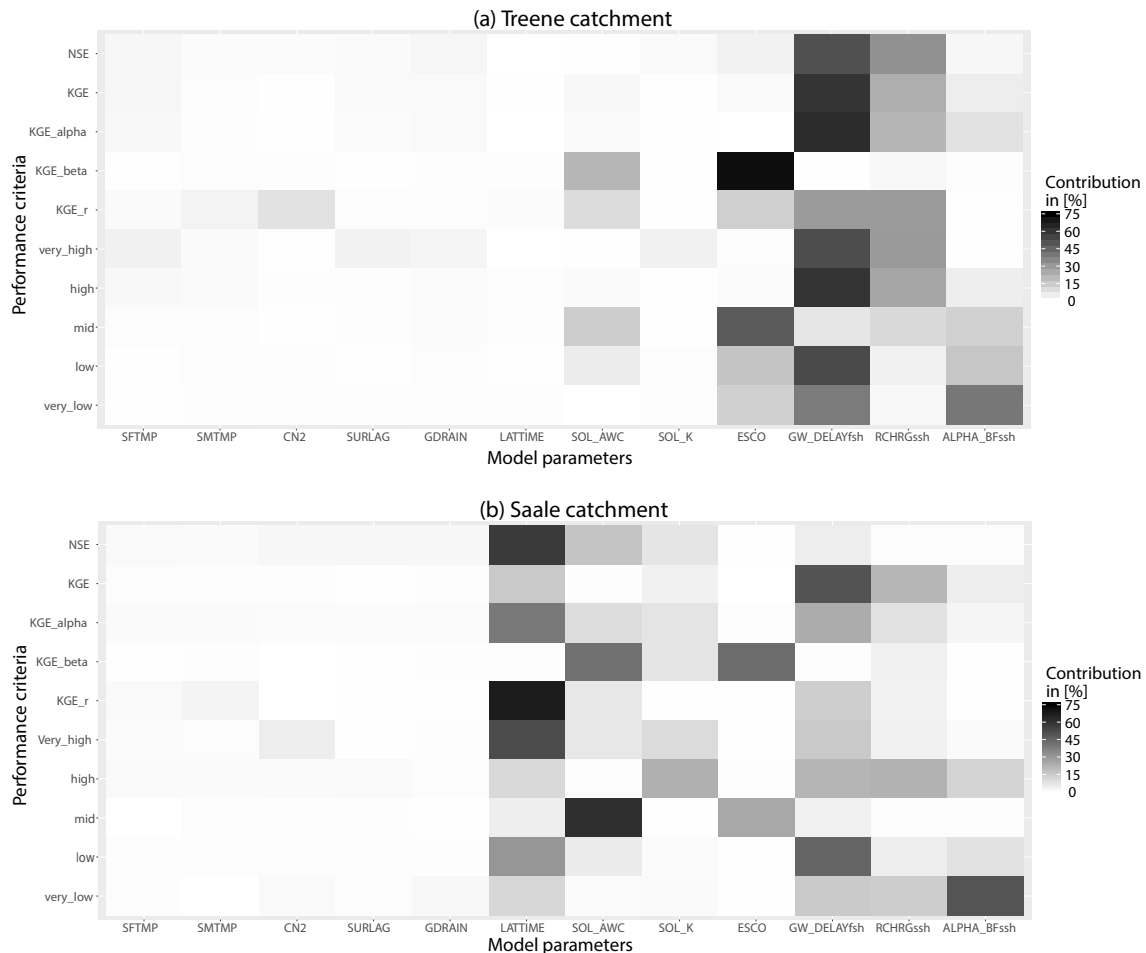 (a) Treene catchment
Performance criteria
NSE
KGE
KGE_alpha
KGE_beta
KGE_r
very_high
high
mid
low
very_low
SFTMP SMTMP CN2 SURLAG GDRAIN LATTIME SOL_AWC SOL_K ESCO GW_DELAYfsh RCHRGssh ALPHA_BFssh
Model parameters
Contribution
in [%]
75
60
45
30
15
0
(b) Saale catchment
Performance criteria
NSE
KGE
KGE_alpha
KGE_beta
KGE_r
Very_high
high
mid
low
very_low
SFTMP SMTMP CN2 SURLAG GDRAIN LATTIME SOL_AWC SOL_K ESCO GW_DELAYfsh RCHRGssh ALPHA_BFssh
Model parameters
Contribution
in [%]
75
60
45
30
15
0